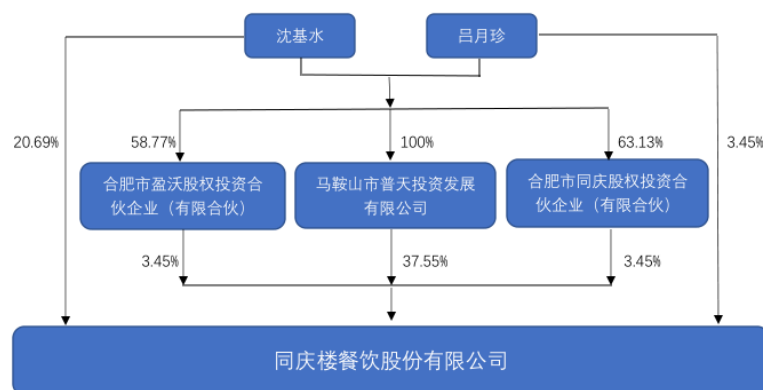 沈基水
吕月珍
20.69%
58.77%
100%
63.13%
3.45%
合肥市盈沃股权投资合
伙企业（有限合伙）
马鞍山市普天投资发展
有限公司
合肥市同庆股权投资合
伙企业（有限合伙）
3.45%
37.55%
3.45%
同庆楼餐饮股份有限公司